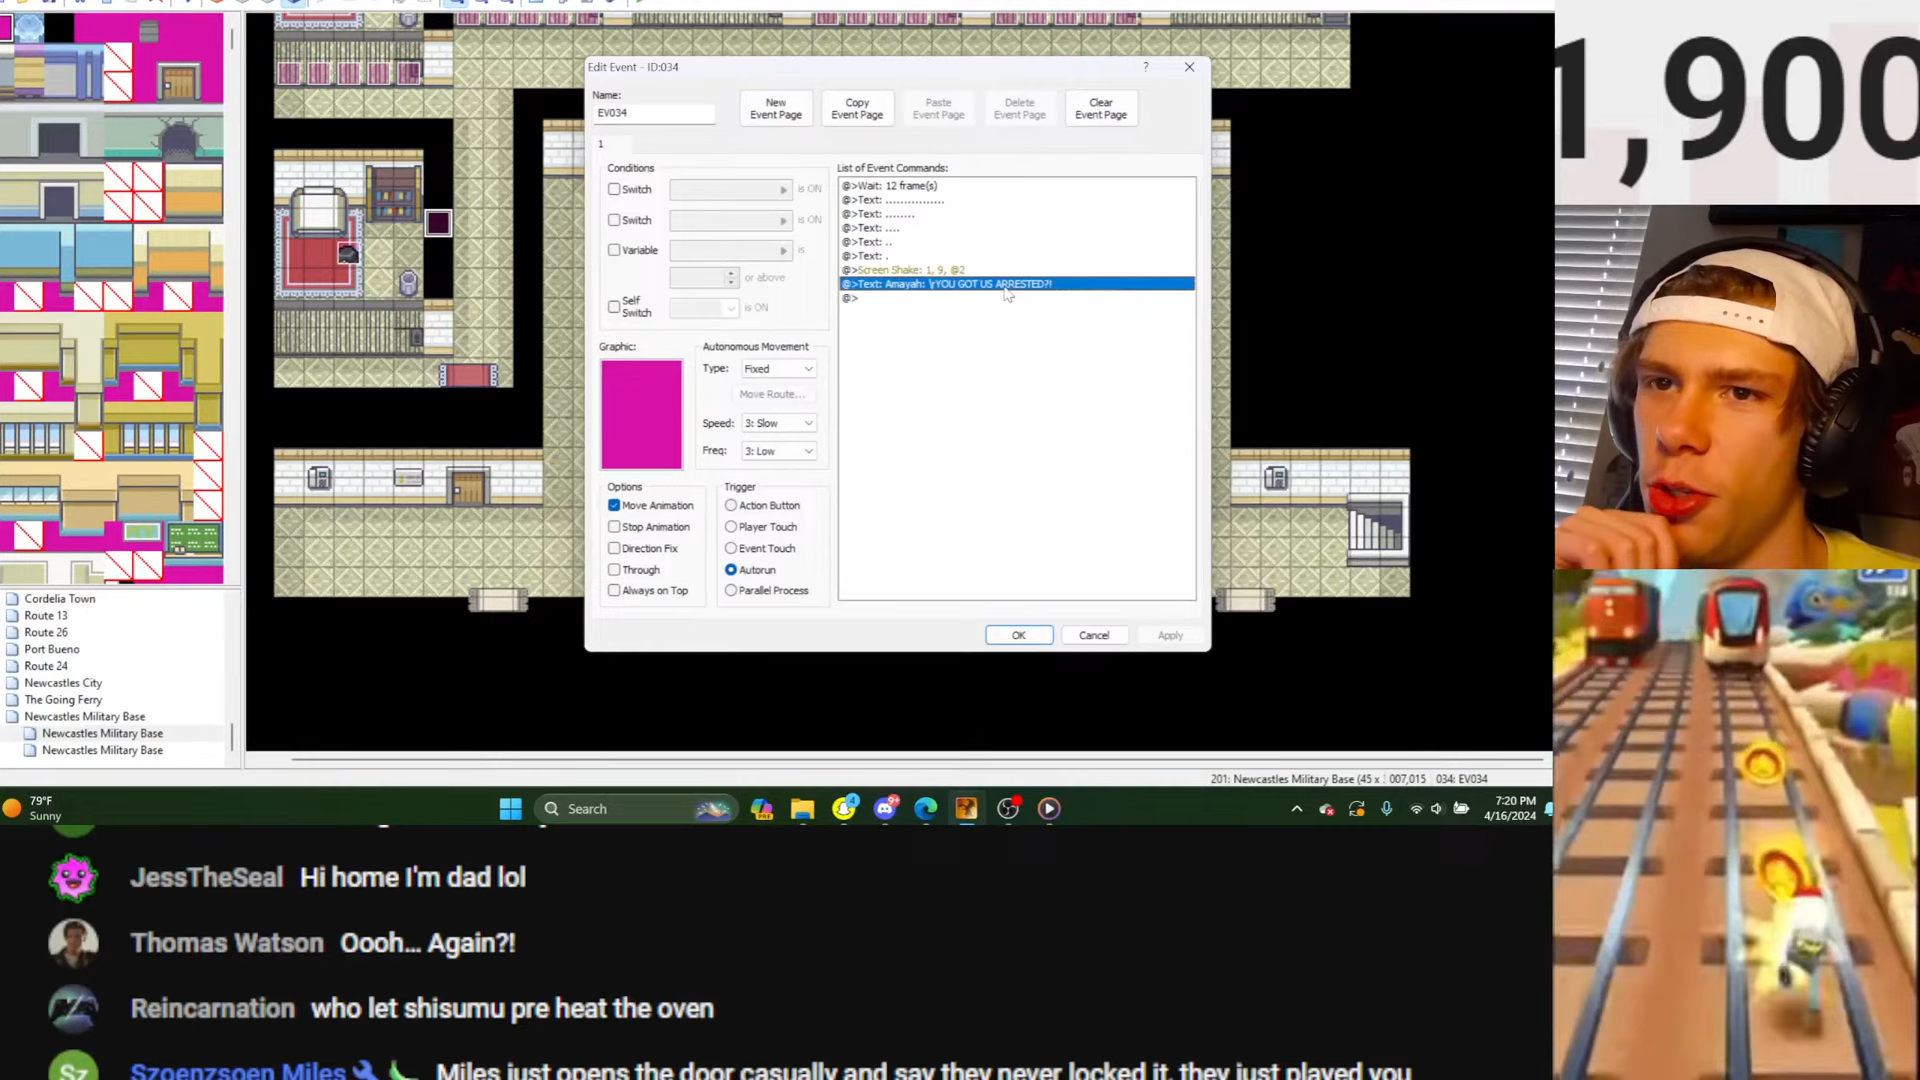 Edit Event - ID:034
?
Name:
EV034
New Event Page
Copy Event Page
Paste Event Page
Delete Event Page
Clear Event Page
1
Conditions
Switch
is ON
Switch
is ON
Variable
is
or above
Self Switch
is ON
Graphic:
Autonomous Movement
Type:
Fixed
Move Route...
Speed:
3: Slow
Freq:
3: Low
Options
Move Animation
Stop Animation
Direction Fix
Through
Always on Top
Trigger
Action Button
Player Touch
Event Touch
Autorun
Parallel Process
List of Event Commands:
@>Wait: 12 frame(s)
@>Text: ................
@>Text: ........
@>Text: ....
@>Text: ..
@>Text: .
@>Screen Shake: 1, 9, @2
@>Text: Amayah: \rYOU GOT US ARRESTED?!
@>
OK
Cancel
Apply
1,900
Cordelia Town
Route 13
Route 26
Port Bueno
Route 24
Newcastles City
The Going Ferry
Newcastles Military Base
Newcastles Military Base
Newcastles Military Base
201: Newcastles Military Base (45 x
007,015
034: EV034
79°F
Sunny
Search
7:20 PM
4/16/2024
JessTheSeal Hi home I'm dad lol
Thomas Watson Oooh... Again?!
Reincarnation who let shisumu pre heat the oven
Sz Szoenzsoen Miles Miles just opens the door casually and say they never locked it, they just played you